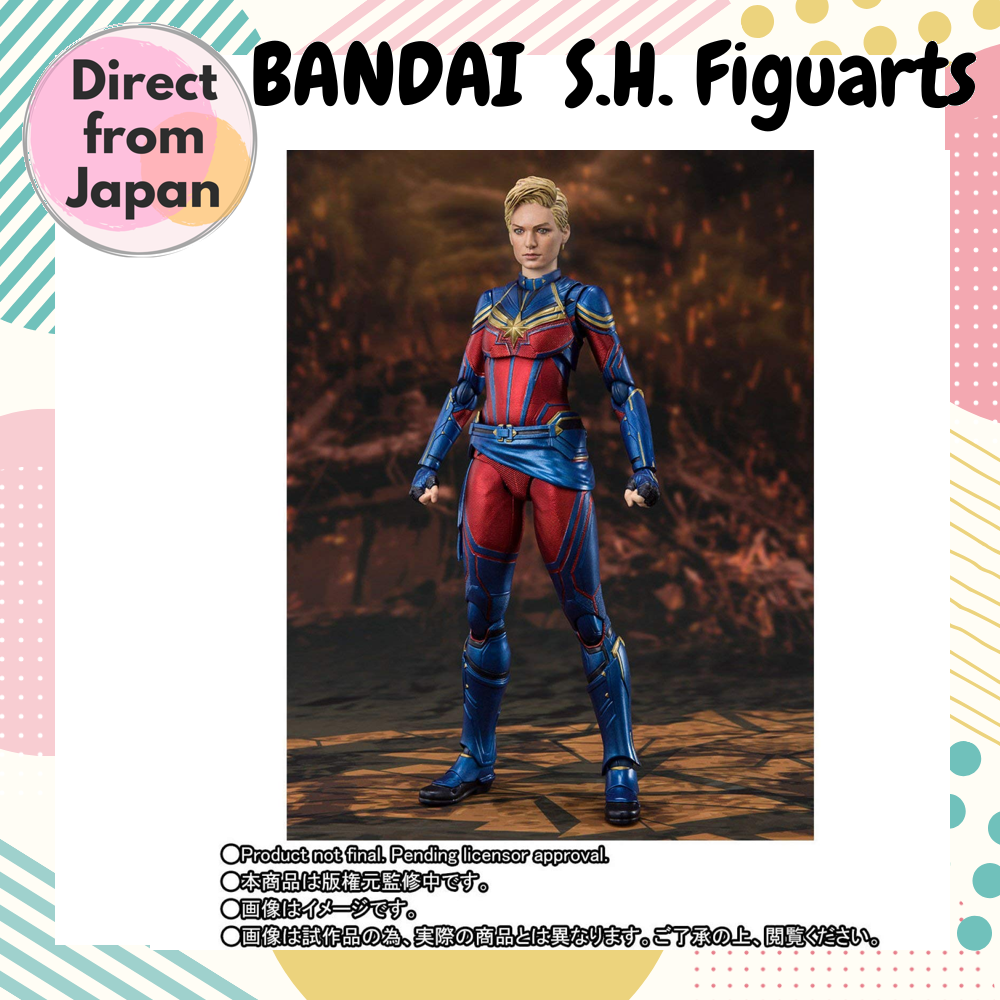 Direct
from
Japan
BANDAI S.H. Figuarts
●Product not final. Pending licensor approval.
●本商品は版権元監修中です。
●画像はイメージです。
●画像は試作品の為、実際の商品とは異なります。ご了承の上、閲覧ください。